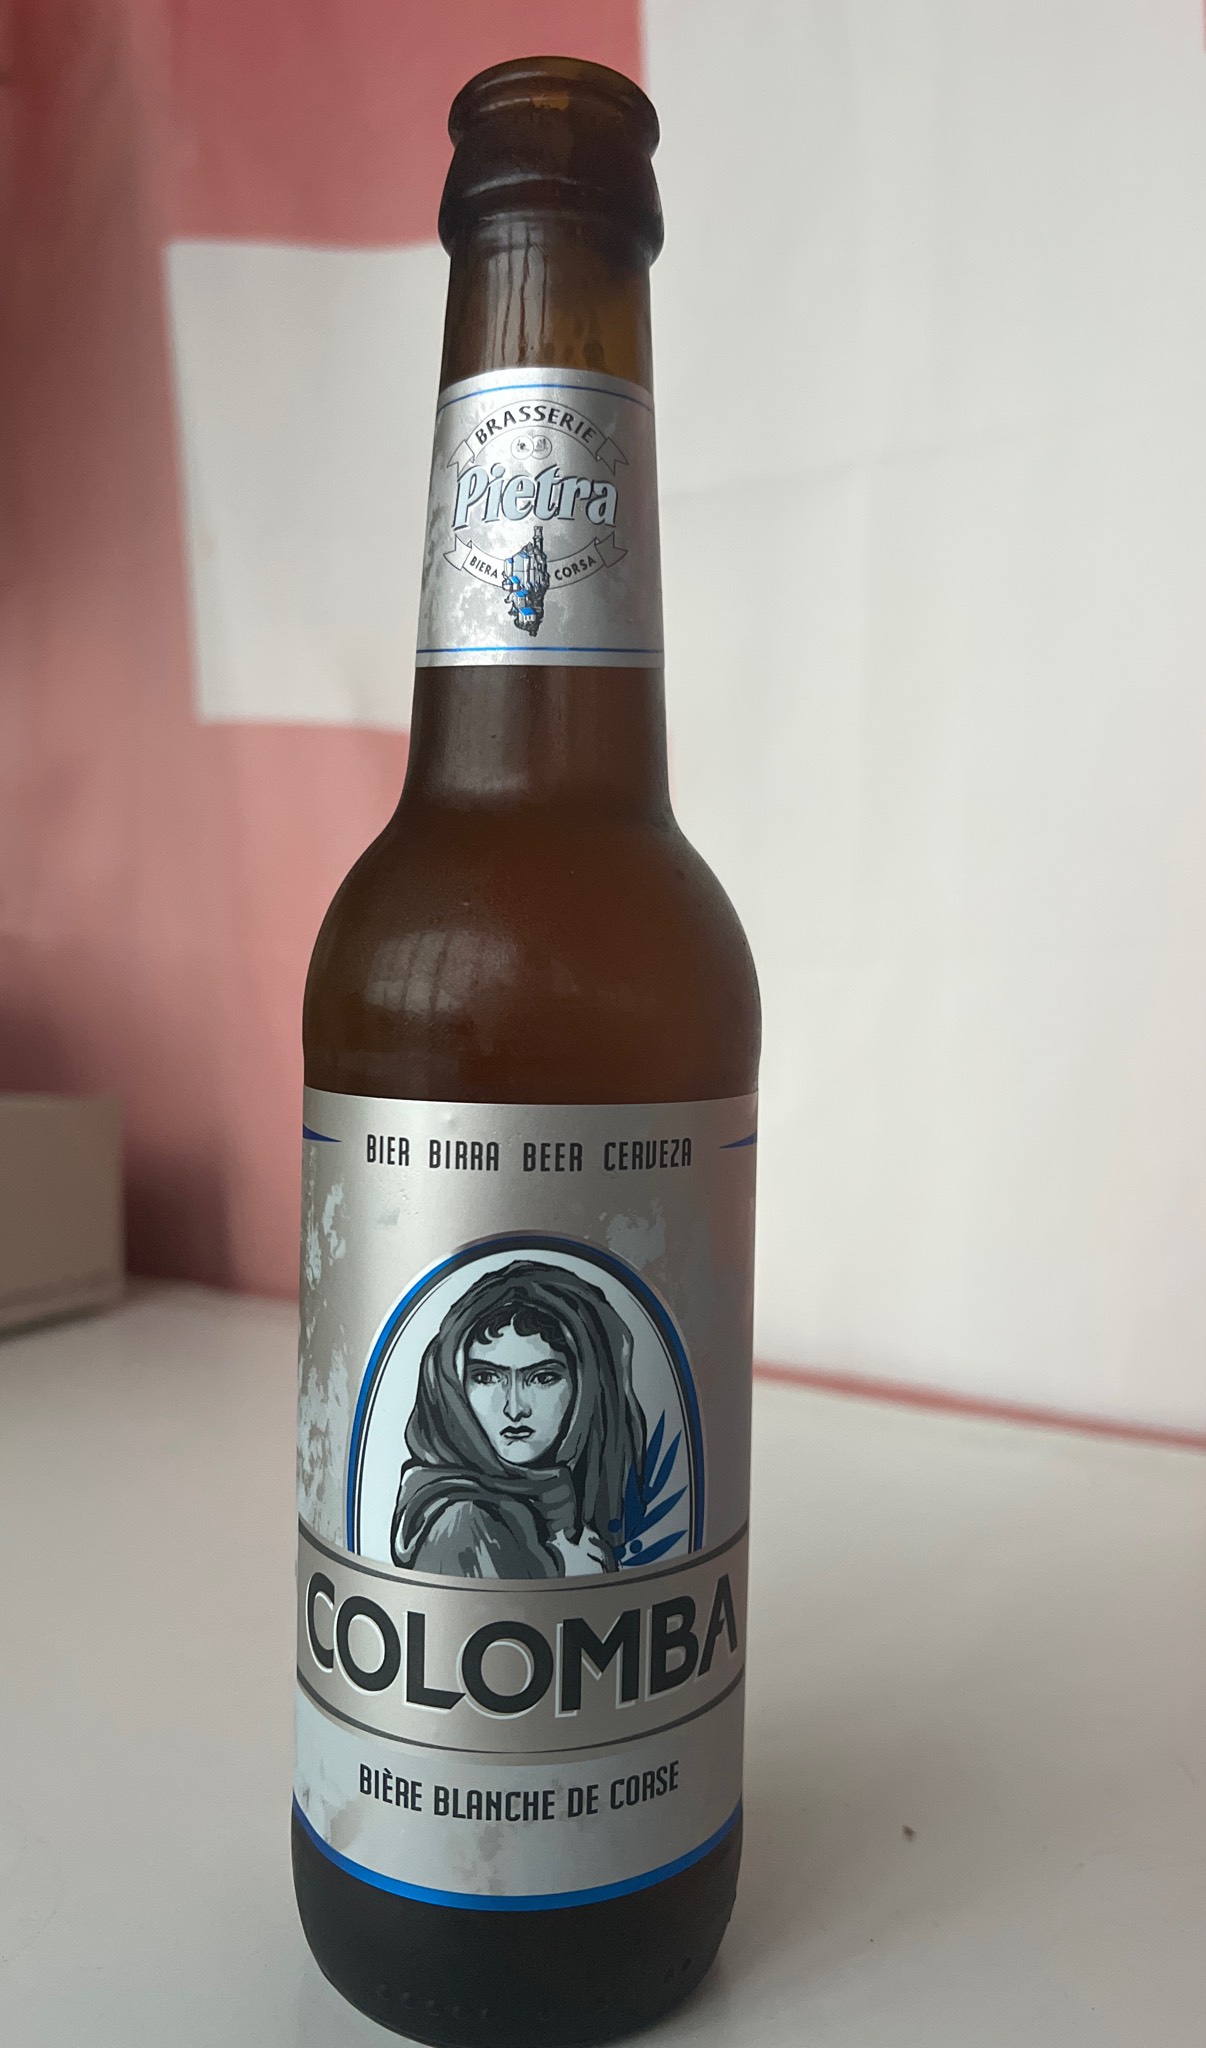 BRASSERIE
Pietra
BIERA CORSA
BIER BIRRA BEER CERVEZA
COLOMBA
BIÈRE BLANCHE DE CORSE